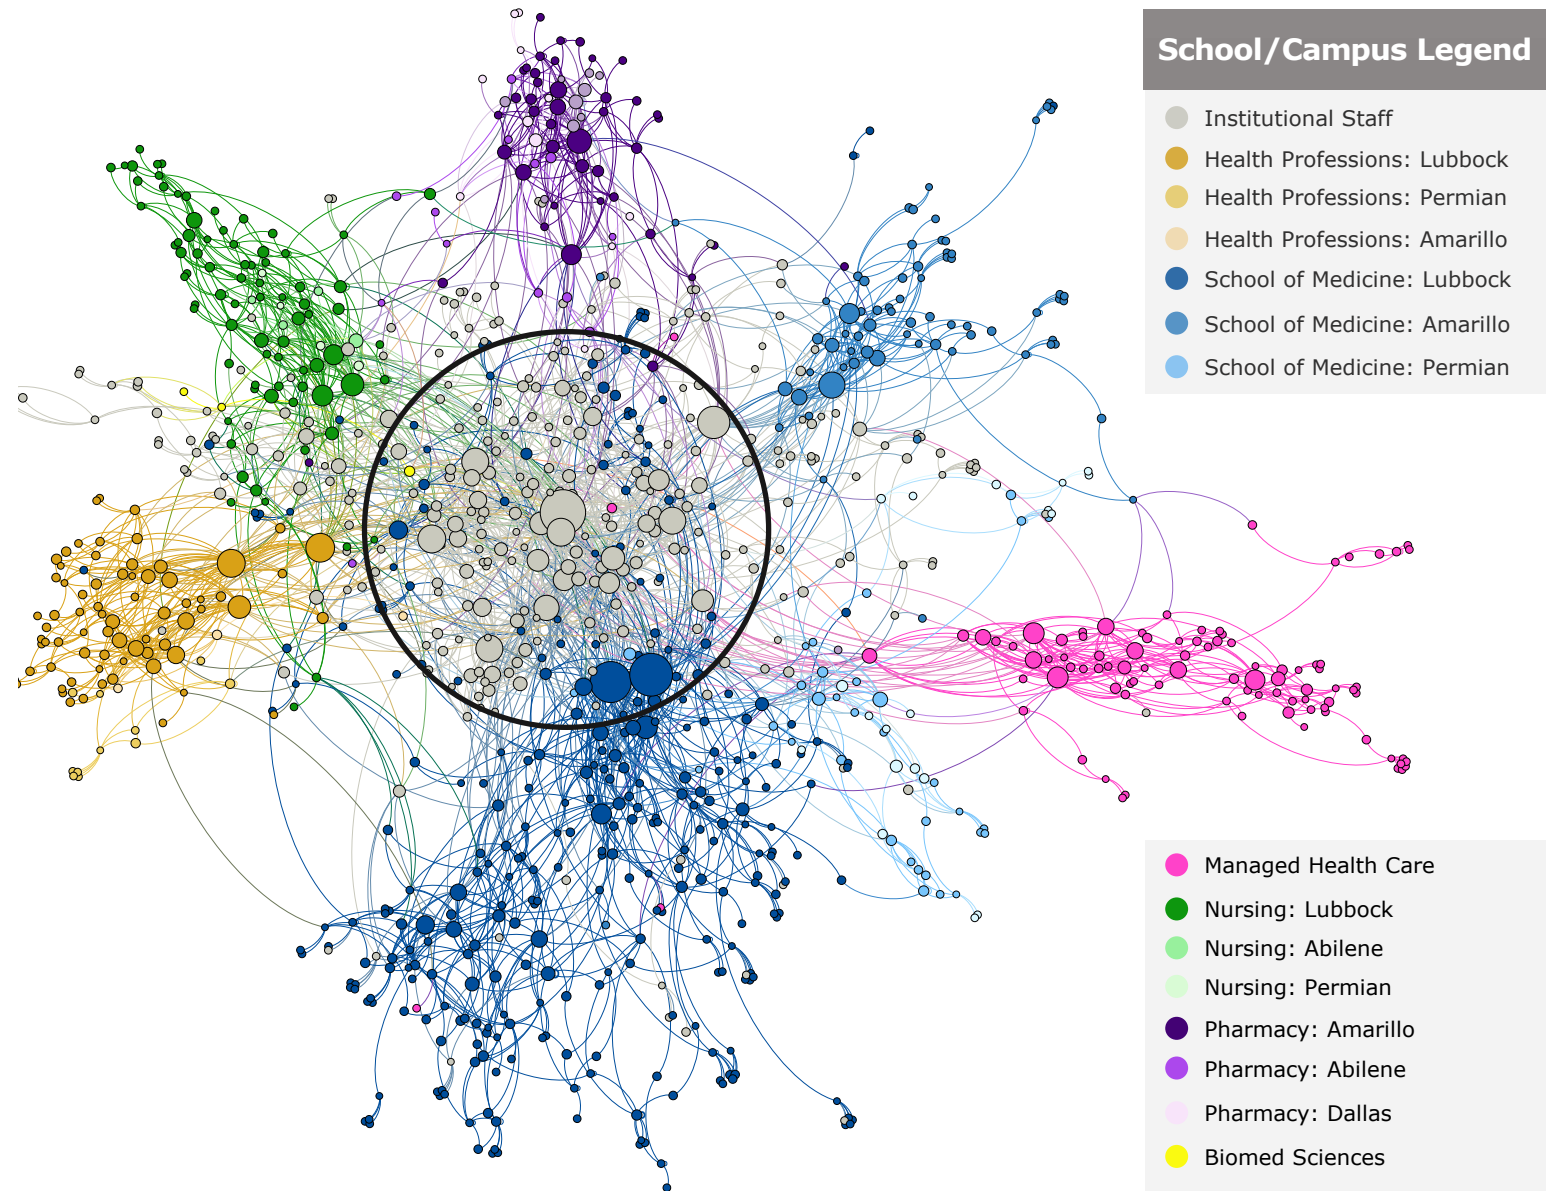 School/Campus Legend
Institutional Staff
Health Professions: Lubbock
Health Professions: Permian
Health Professions: Amarillo
School of Medicine: Lubbock
School of Medicine: Amarillo
School of Medicine: Permian
Managed Health Care
Nursing: Lubbock
Nursing: Abilene
Nursing: Permian
Pharmacy: Amarillo
Pharmacy: Abilene
Pharmacy: Dallas
Biomed Sciences